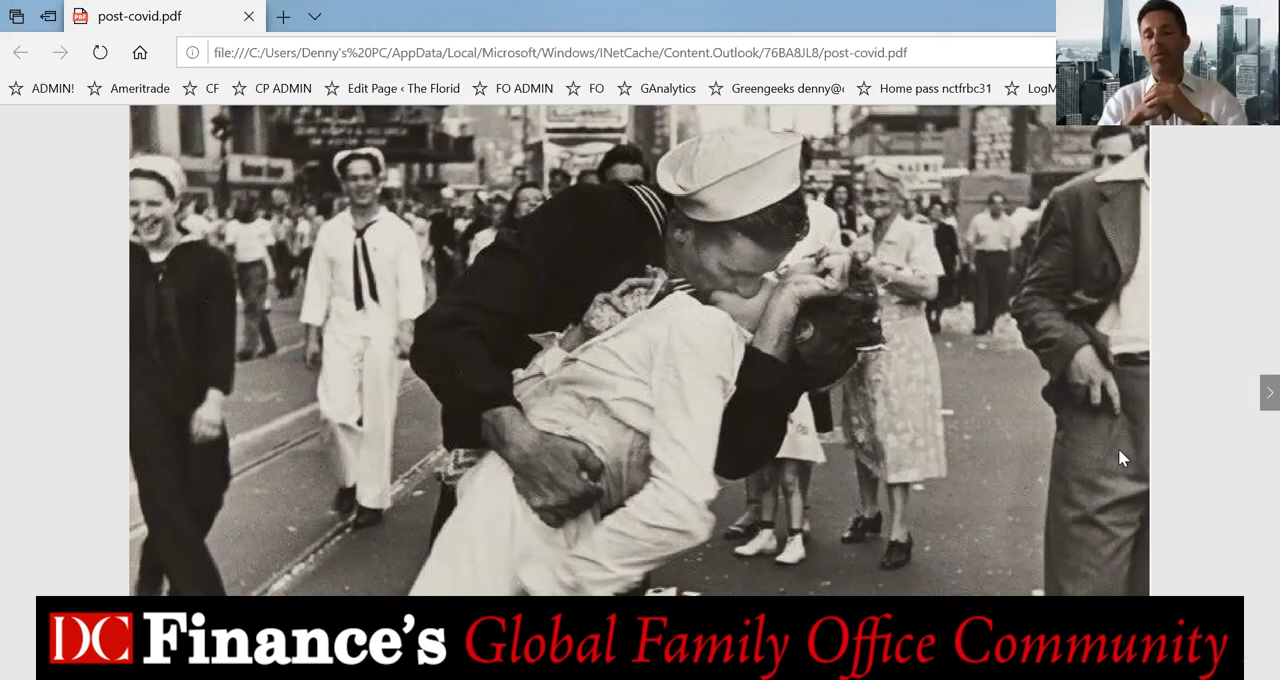 post-covid.pdf
file:///C:/Users/Denny's%20PC/AppData/Local/Microsoft/Windows/INetCache/Content.Outlook/76BA8JL8/post-covid.pdf
ADMIN! Ameritrade CF CP ADMIN Edit Page ‹ The Florid FO ADMIN FO GAnalytics Greengeeks denny@ Home pass nctfrbc31 LogM
DC Finance's Global Family Office Community